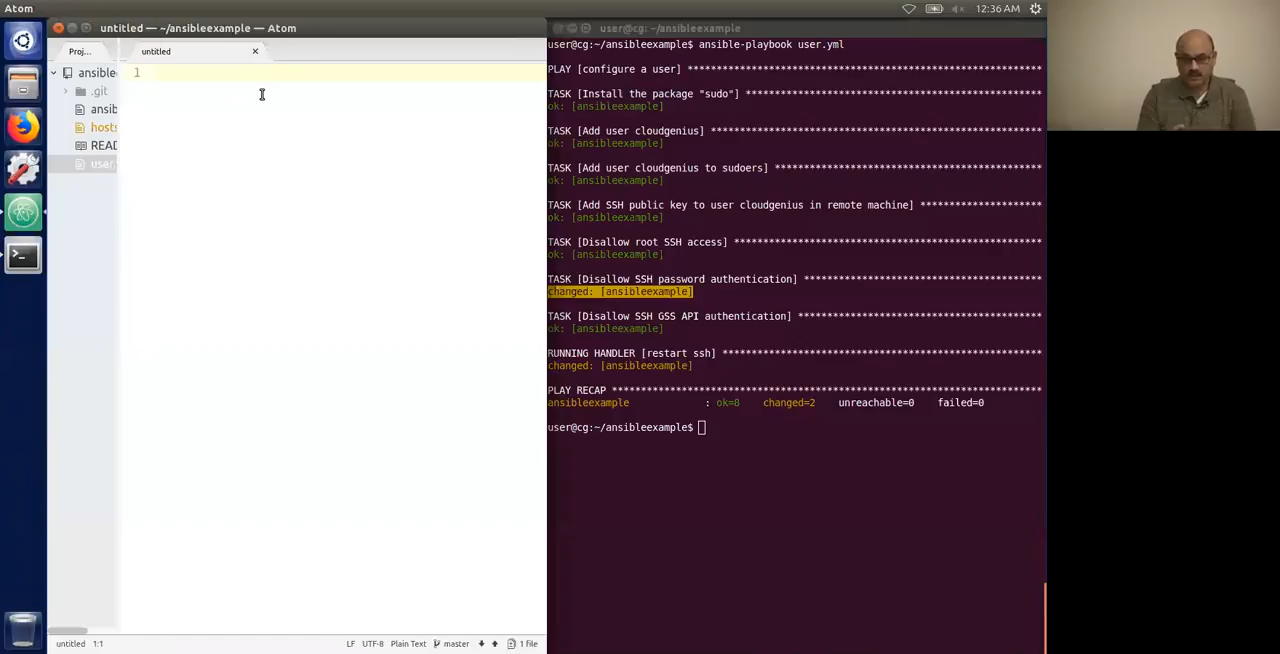 Atom
12:36 AM
untitled — ~/ansibleexample — Atom
Proj...
untitled
ansible
.git
ansib
hosts
READ
user.
1
untitled 1:1
LF UTF-8 Plain Text master 1 file
user@cg: ~/ansibleexample
user@cg:~/ansibleexample$ ansible-playbook user.yml
PLAY [configure a user] *************************************************************
TASK [Install the package "sudo"] ***************************************************
ok: [ansibleexample]
TASK [Add user cloudgenius] *********************************************************
ok: [ansibleexample]
TASK [Add user cloudgenius to sudoers] **********************************************
ok: [ansibleexample]
TASK [Add SSH public key to user cloudgenius in remote machine] *********************
ok: [ansibleexample]
TASK [Disallow root SSH access] *****************************************************
ok: [ansibleexample]
TASK [Disallow SSH password authentication] *****************************************
changed: [ansibleexample]
TASK [Disallow SSH GSS API authentication] ******************************************
ok: [ansibleexample]
RUNNING HANDLER [restart ssh] *******************************************************
changed: [ansibleexample]
PLAY RECAP **************************************************************************
ansibleexample : ok=8 changed=2 unreachable=0 failed=0
user@cg:~/ansibleexample$